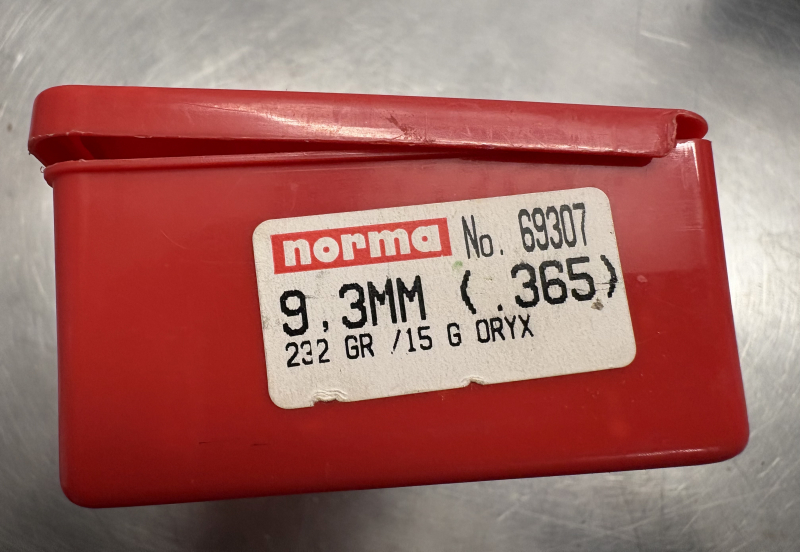 norma No. 69307
9,3MM (.365)
232 GR /15 G ORYX